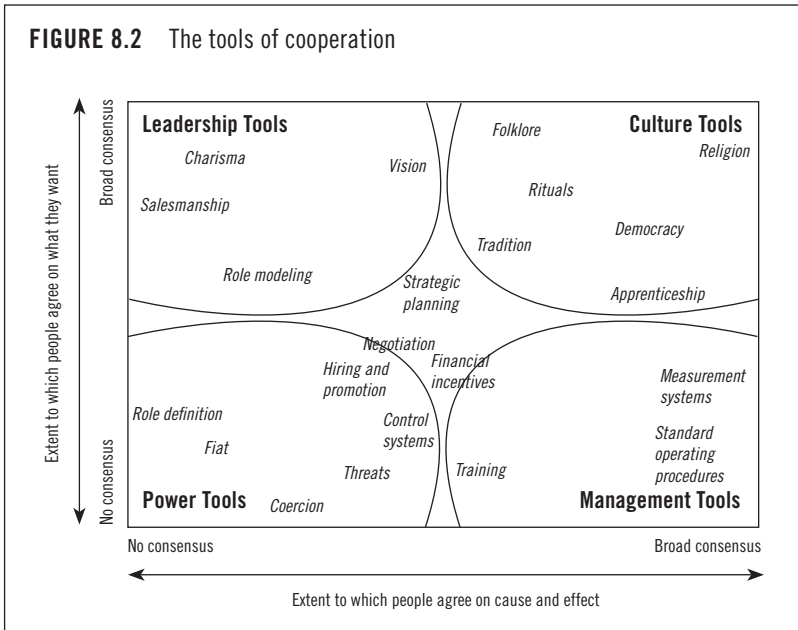 FIGURE 8.2 The tools of cooperation
Extent to which people agree on what they want
Broad consensus
No consensus
Leadership Tools
Charisma
Vision
Salesmanship
Role modeling
Culture Tools
Folklore
Religion
Rituals
Democracy
Tradition
Apprenticeship
Strategic
planning
Negotiation
Financial
incentives
Hiring and
promotion
Role definition
Control
systems
Fiat
Threats
Coercion
Power Tools
Measurement
systems
Standard
operating
procedures
Training
Management Tools
No consensus
Broad consensus
Extent to which people agree on cause and effect